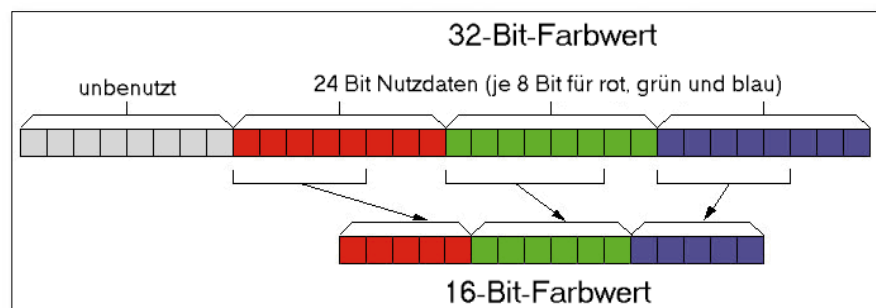 32-Bit-Farbwert
unbenutzt
24 Bit Nutzdaten (je 8 Bit für rot, grün und blau)
16-Bit-Farbwert